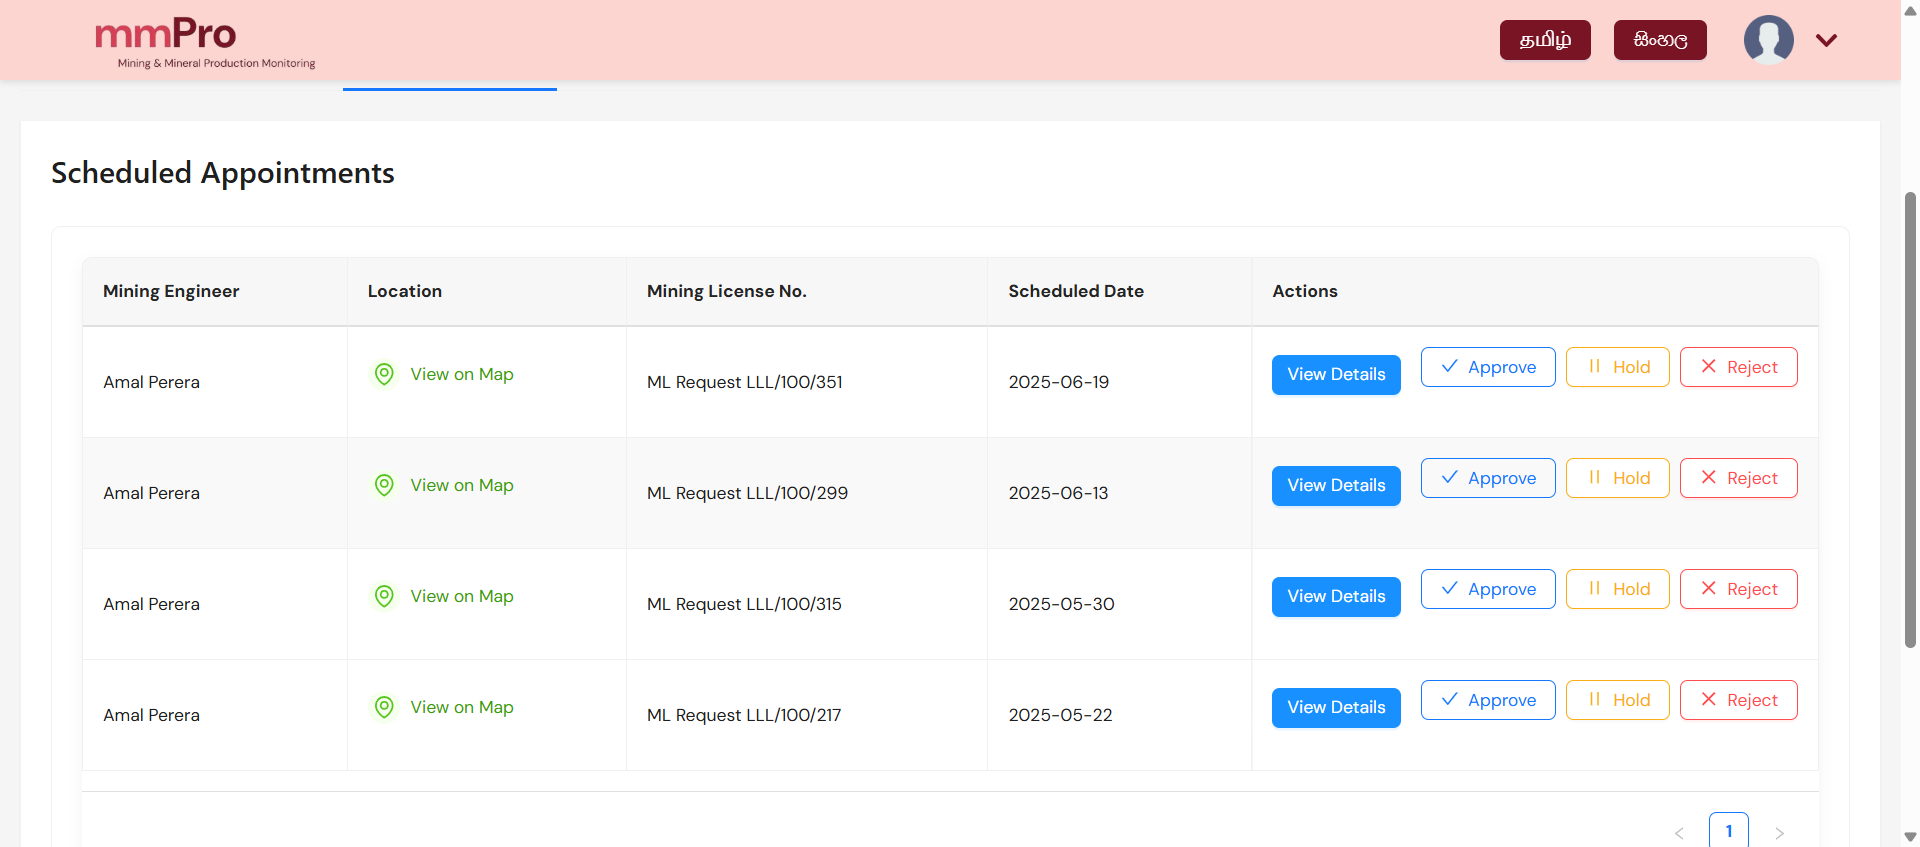 mmPro
Mining & Mineral Production Monitoring
தமிழ்
සිංහල
Scheduled Appointments
Mining Engineer Location Mining License No. Scheduled Date Actions
Amal Perera View on Map ML Request LLL/100/351 2025-06-19 View Details Approve Hold Reject
Amal Perera View on Map ML Request LLL/100/299 2025-06-13 View Details Approve Hold Reject
Amal Perera View on Map ML Request LLL/100/315 2025-05-30 View Details Approve Hold Reject
Amal Perera View on Map ML Request LLL/100/217 2025-05-22 View Details Approve Hold Reject
1